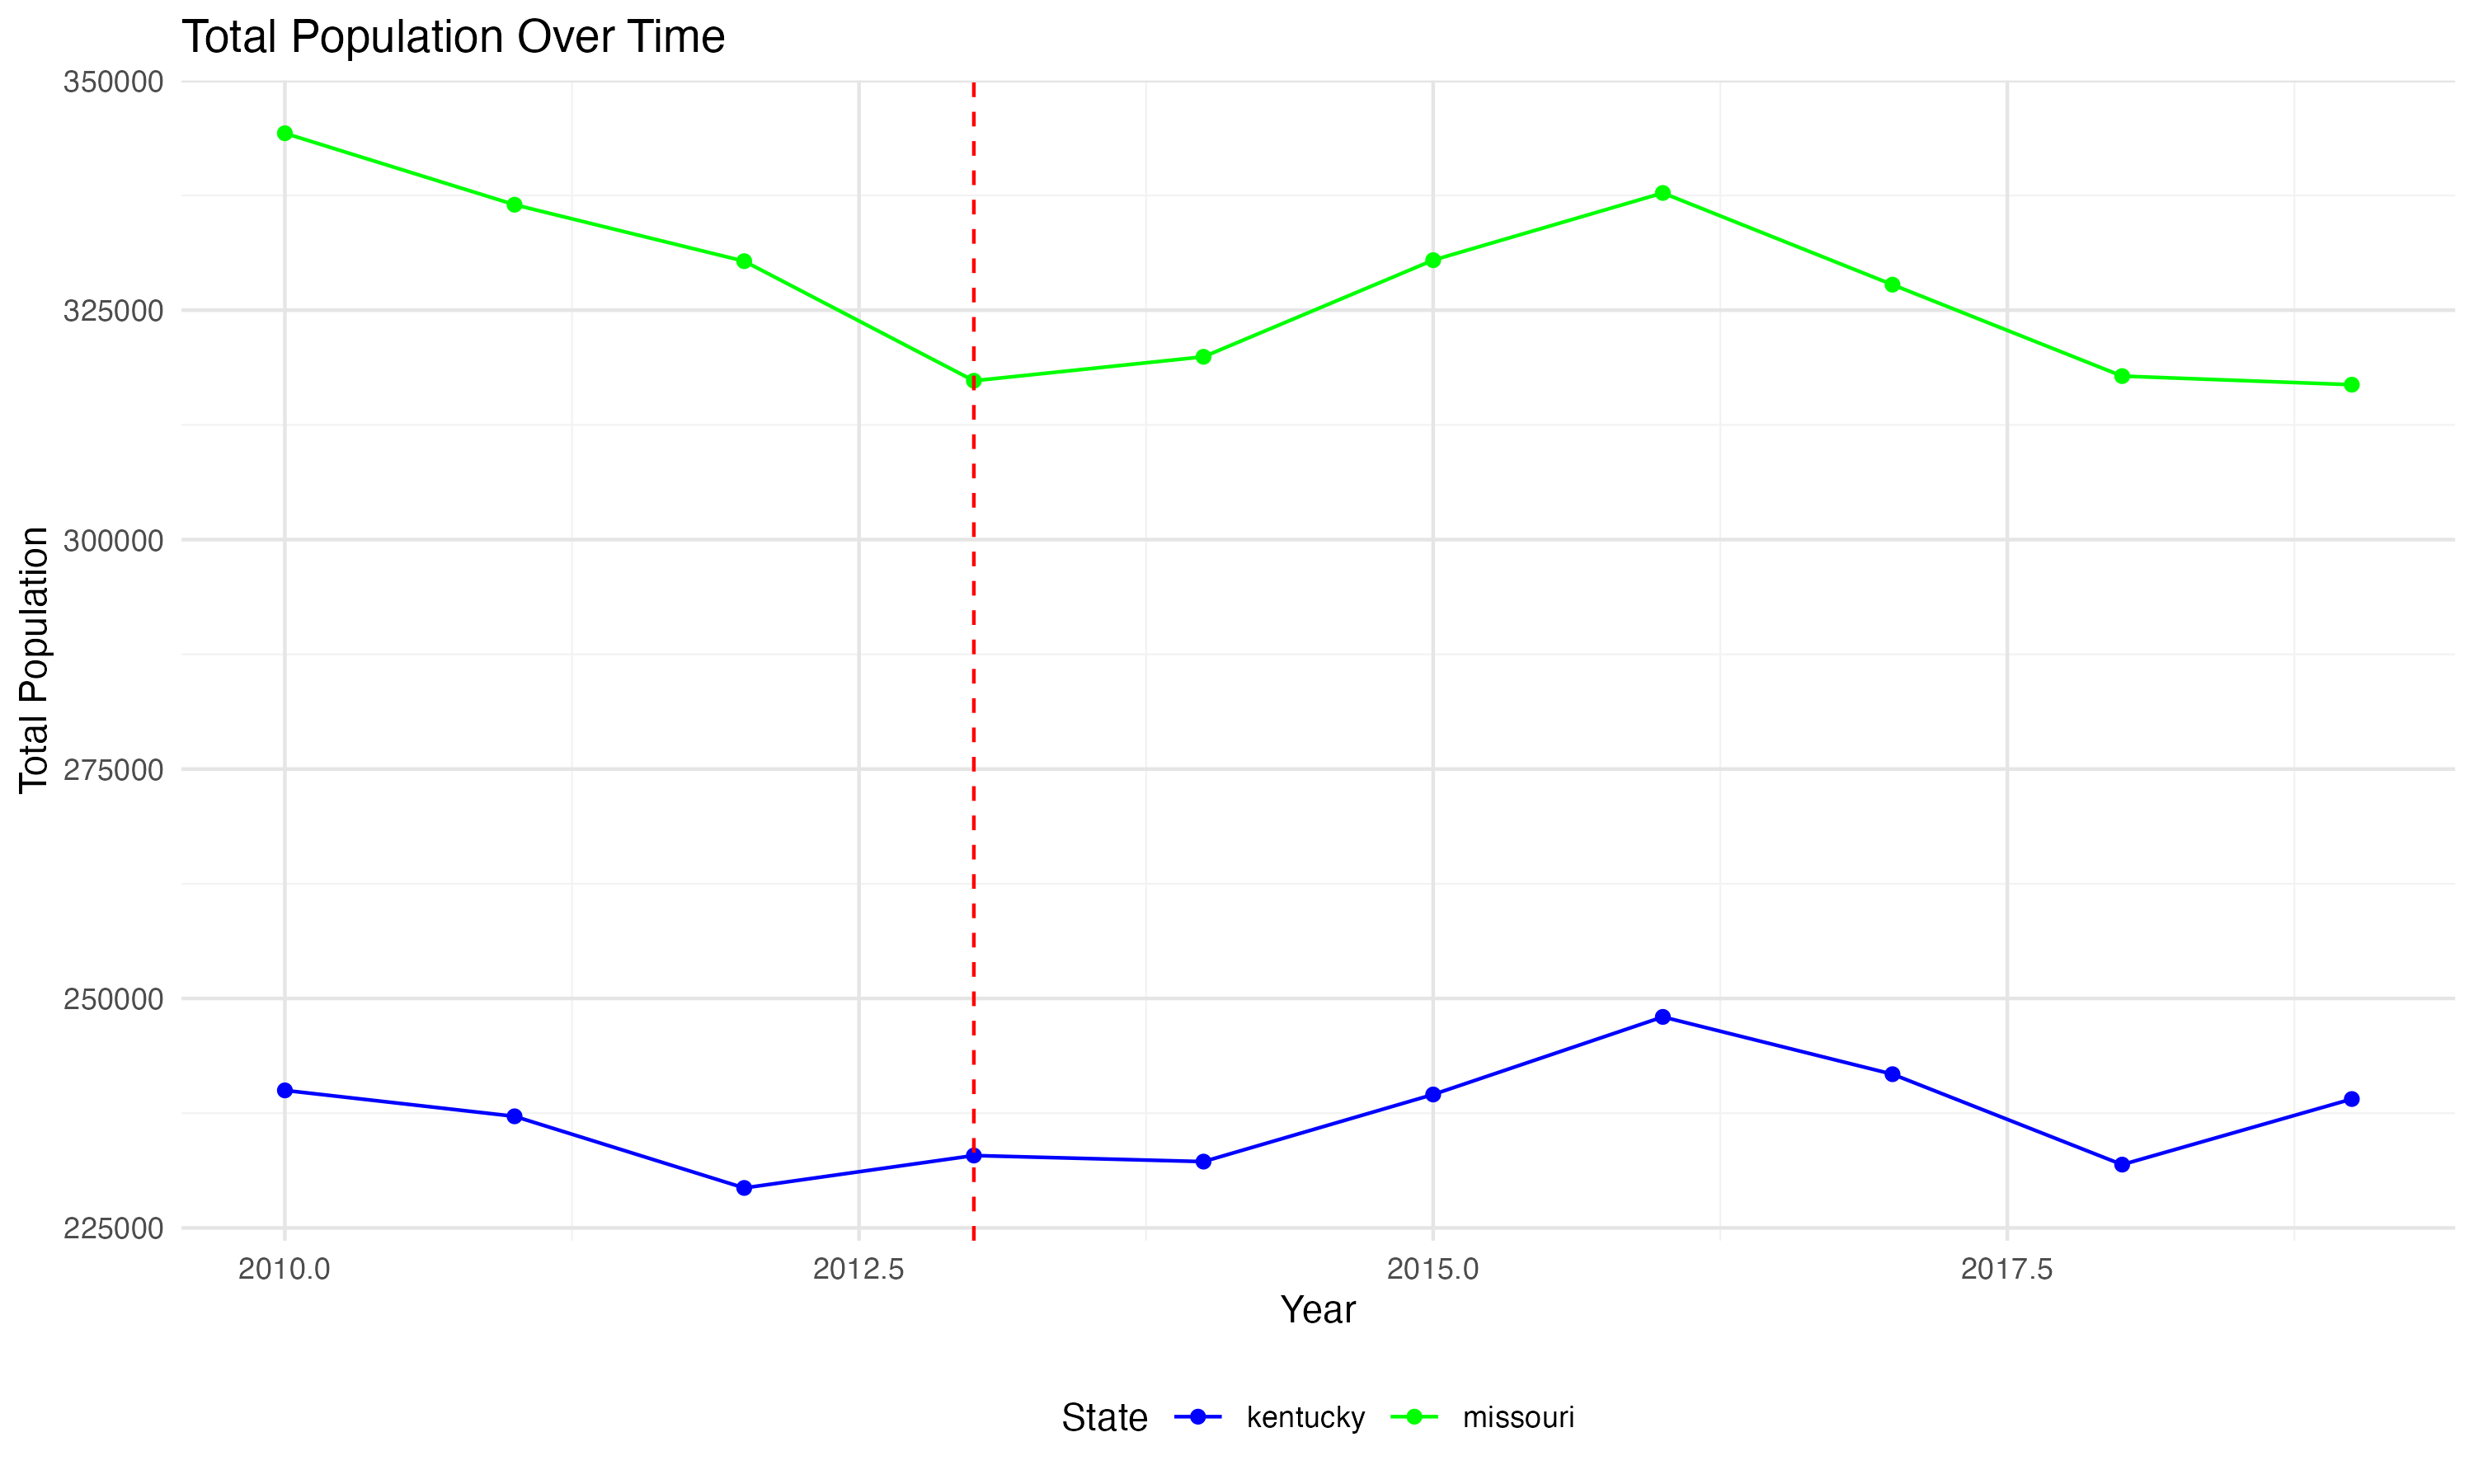 Total Population Over Time
350000
325000
300000
275000
250000
225000
Total Population
2010.0 2012.5 2015.0 2017.5
Year
State kentucky missouri